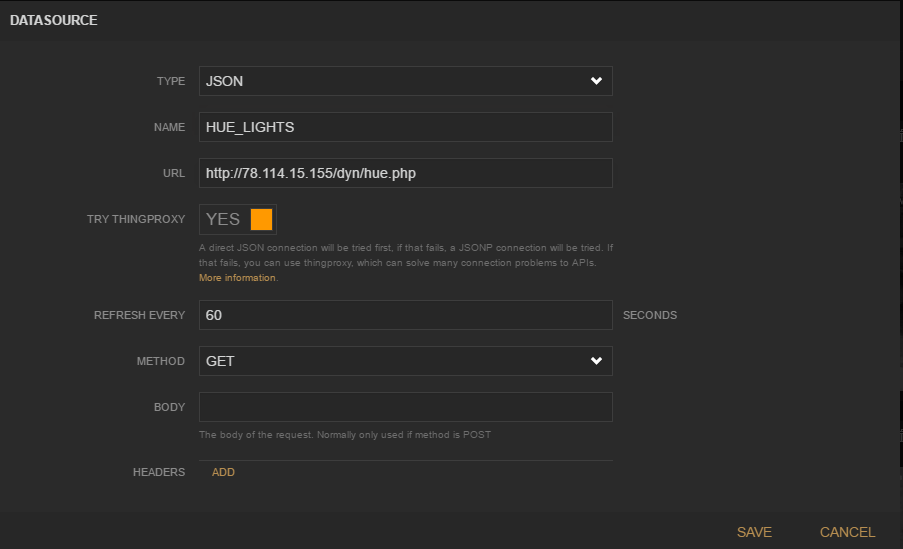 DATASOURCE
TYPE JSON
NAME HUE_LIGHTS
URL http://78.114.15.155/dyn/hue.php
TRY THINGPROXY YES
A direct JSON connection will be tried first, if that fails, a JSONP connection will be tried. If
that fails, you can use thingproxy, which can solve many connection problems to APIs.
More information.
REFRESH EVERY 60 SECONDS
METHOD GET
BODY
The body of the request. Normally only used if method is POST
HEADERS ADD
SAVE CANCEL